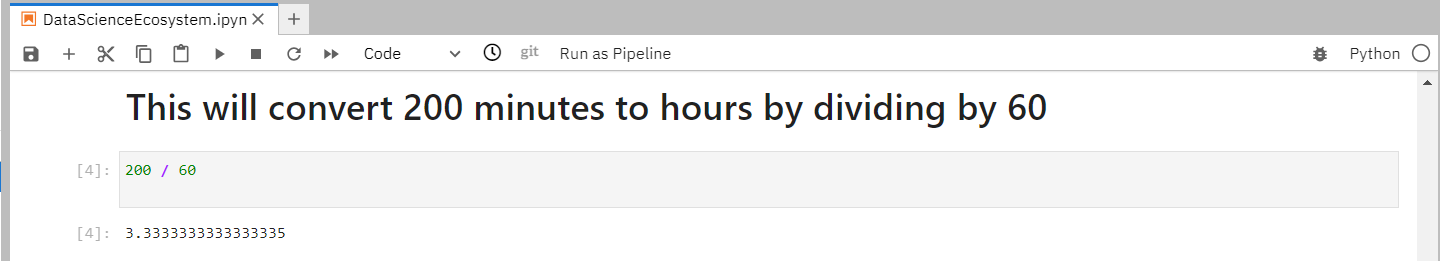 DataScienceEcosystem.ipyn
Code git Run as Pipeline Python
This will convert 200 minutes to hours by dividing by 60
[4]: 200 / 60
[4]: 3.3333333333333335